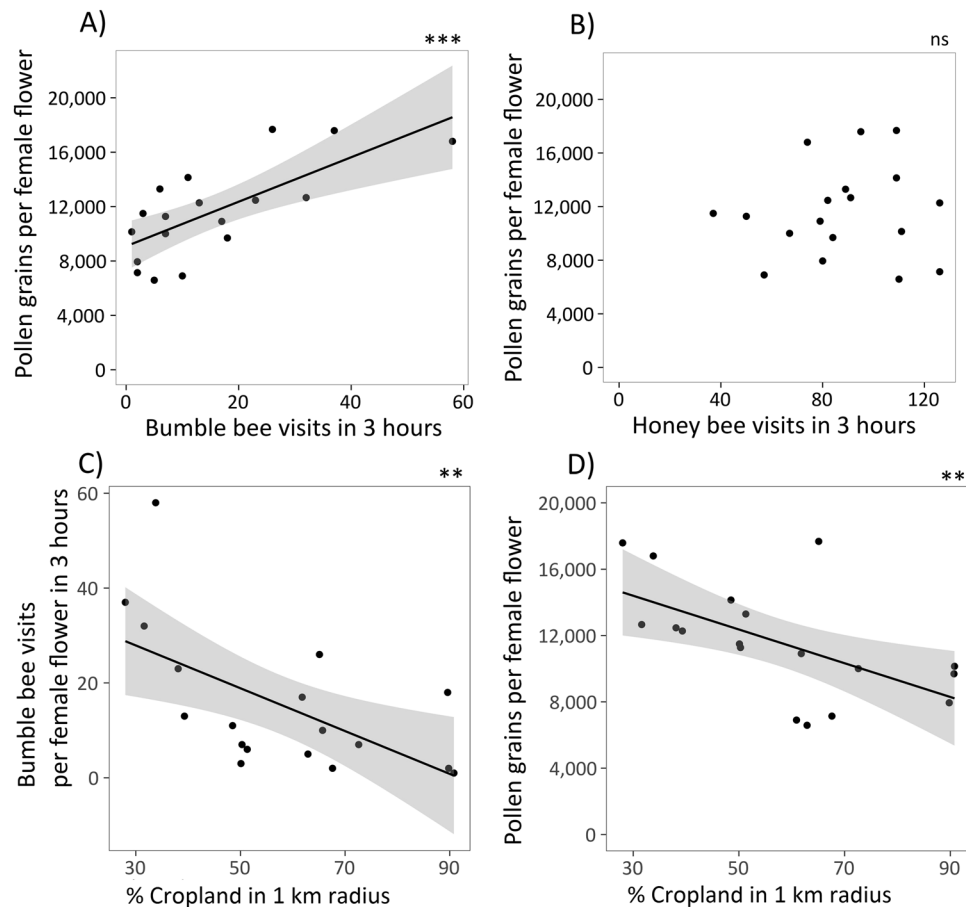 A)
***
Pollen grains per female flower
20,000
16,000
12,000
8,000
4,000
0
0
20
40
60
Bumble bee visits in 3 hours
B)
ns
Pollen grains per female flower
20,000
16,000
12,000
8,000
4,000
0
0
40
80
120
Honey bee visits in 3 hours
C)
**
Bumble bee visits
per female flower in 3 hours
60
40
20
0
30
50
70
90
% Cropland in 1 km radius
D)
**
Pollen grains per female flower
20,000
16,000
12,000
8,000
4,000
0
30
50
70
90
% Cropland in 1 km radius